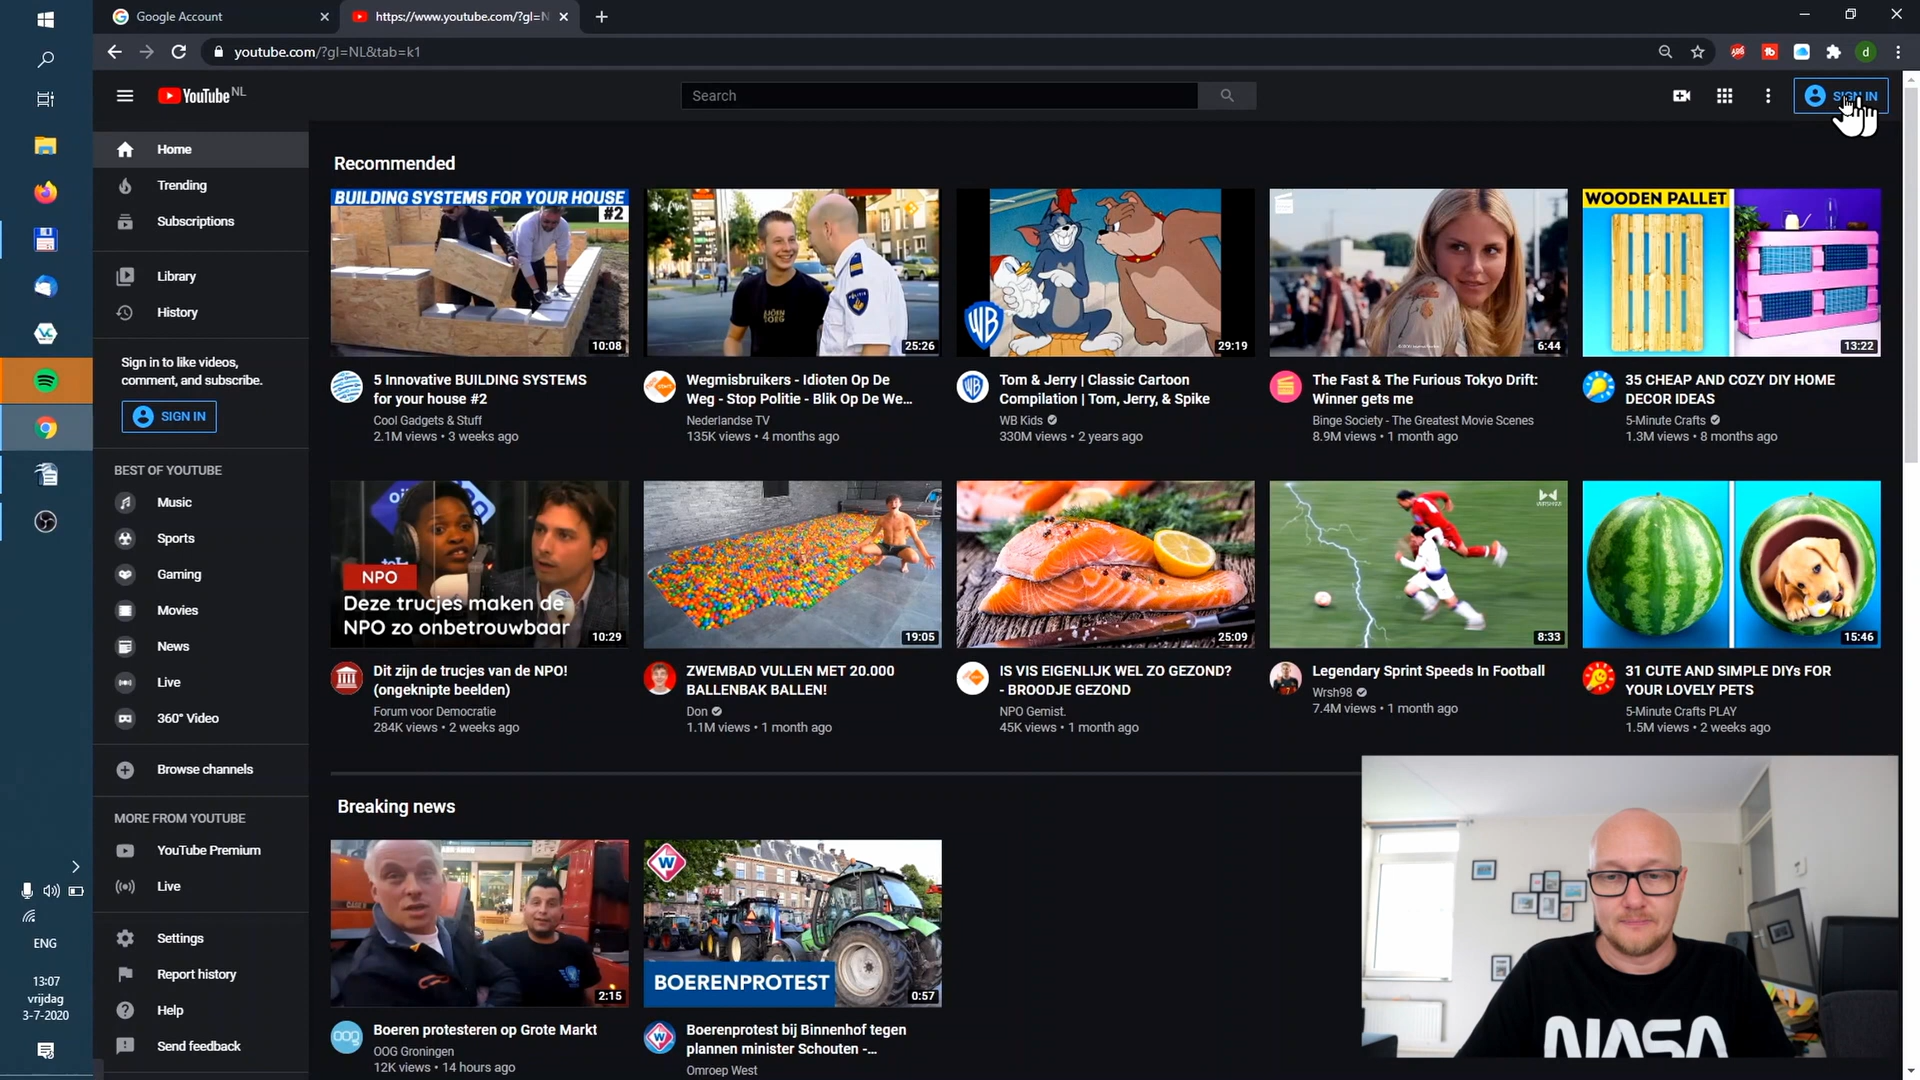 Google Account
https://www.youtube.com/?gl=N
youtube.com/?gl=NL&tab=k1
YouTube NL
Search
SIGN IN
Home
Trending
Subscriptions
Library
History
Sign in to like videos,
comment, and subscribe.
SIGN IN
BEST OF YOUTUBE
Music
Sports
Gaming
Movies
News
Live
360° Video
Browse channels
MORE FROM YOUTUBE
YouTube Premium
Live
Settings
Report history
Help
Send feedback
ENG
13:07
vrijdag
3-7-2020
Recommended
BUILDING SYSTEMS FOR YOUR HOUSE
#2
10:08
5 Innovative BUILDING SYSTEMS
for your house #2
Cool Gadgets & Stuff
2.1M views • 3 weeks ago
25:26
Wegmisbruikers - Idioten Op De
Weg - Stop Politie - Blik Op De We...
Nederlandse TV
135K views • 4 months ago
WB
29:19
Tom & Jerry | Classic Cartoon
Compilation | Tom, Jerry, & Spike
WB Kids
330M views • 2 years ago
6:44
The Fast & The Furious Tokyo Drift:
Winner gets me
Binge Society - The Greatest Movie Scenes
8.9M views • 1 month ago
WOODEN PALLET
13:22
35 CHEAP AND COZY DIY HOME
DECOR IDEAS
5-Minute Crafts
1.3M views • 8 months ago
NPO
Deze trucjes maken de
NPO zo onbetrouwbaar
10:29
Dit zijn de trucjes van de NPO!
(ongeknipte beelden)
Forum voor Democratie
284K views • 2 weeks ago
19:05
ZWEMBAD VULLEN MET 20.000
BALLENBAK BALLEN!
Don
1.1M views • 1 month ago
25:09
IS VIS EIGENLIJK WEL ZO GEZOND?
- BROODJE GEZOND
NPO Gemist.
45K views • 1 month ago
8:33
Legendary Sprint Speeds In Football
Wrsh98
7.4M views • 1 month ago
15:46
31 CUTE AND SIMPLE DIYs FOR
YOUR LOVELY PETS
5-Minute Crafts PLAY
1.5M views • 2 weeks ago
Breaking news
2:15
Boeren protesteren op Grote Markt
OOG Groningen
12K views • 14 hours ago
W
BOERENPROTEST
0:57
Boerenprotest bij Binnenhof tegen
plannen minister Schouten -...
Omroep West
NASA